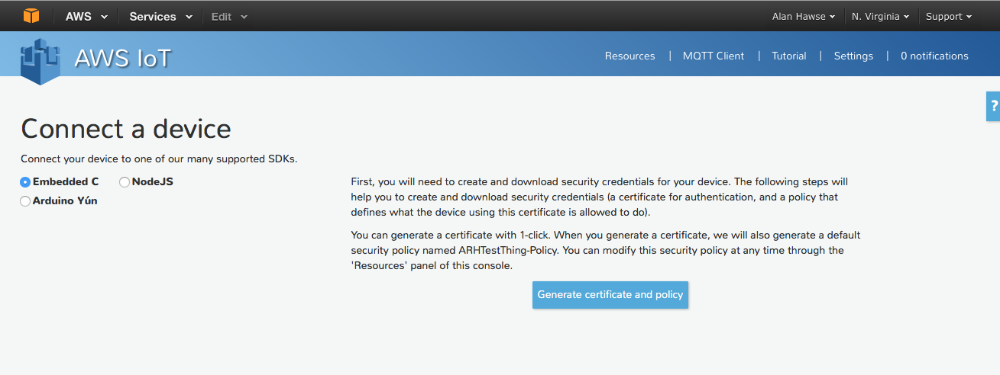 AWS Services Edit Alan Hawse N. Virginia Support
AWS IoT Resources | MQTT Client | Tutorial | Settings | 0 notifications
?
Connect a device
Connect your device to one of our many supported SDKs.
Embedded C NodeJS
Arduino Yún
First, you will need to create and download security credentials for your device. The following steps will
help you to create and download security credentials (a certificate for authentication, and a policy that
defines what the device using this certificate is allowed to do).
You can generate a certificate with 1-click. When you generate a certificate, we will also generate a default
security policy named ARHTestThing-Policy. You can modify this security policy at any time through the
'Resources' panel of this console.
Generate certificate and policy